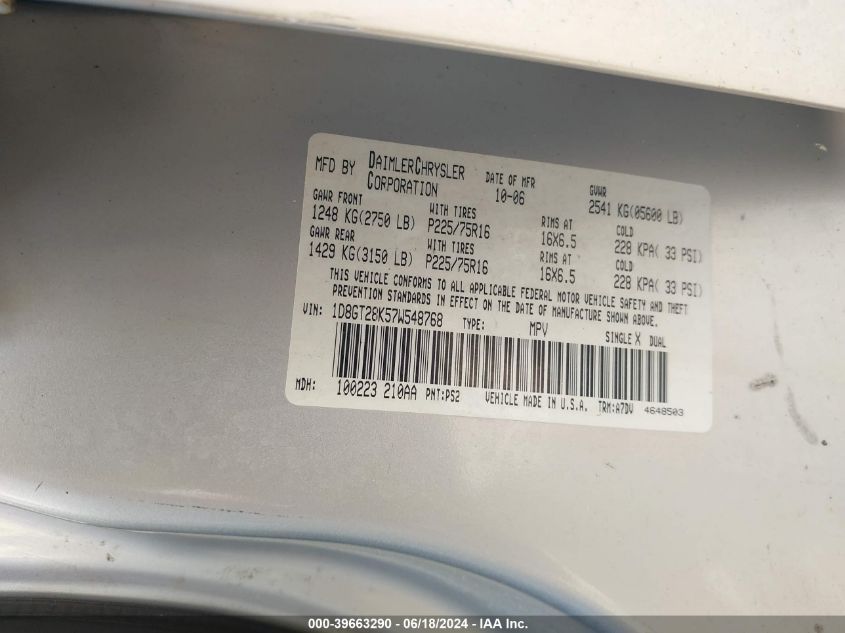 MFD BY DAIMLERCHRYSLER CORPORATION DATE OF MFR 10-06 GVWR 2541 KG(05600 LB)
GAWR FRONT WITH TIRES RIMS AT COLD
1248 KG(2750 LB) P225/75R16 16X6.5 228 KPA( 33 PSI)
GAWR REAR WITH TIRES RIMS AT COLD
1429 KG(3150 LB) P225/75R16 16X6.5 228 KPA( 33 PSI)
THIS VEHICLE CONFORMS TO ALL APPLICABLE FEDERAL MOTOR VEHICLE SAFETY AND THEFT
PREVENTION STANDARDS IN EFFECT ON THE DATE OF MANUFACTURE SHOWN ABOVE.
VIN: 1D8GT28K57W548768 TYPE: MPV SINGLE X DUAL
MDH: 100223 210AA PNT:PS2 VEHICLE MADE IN U.S.A. TRM:A7DV 4648503
000-39663290 - 06/18/2024 - IAA Inc.